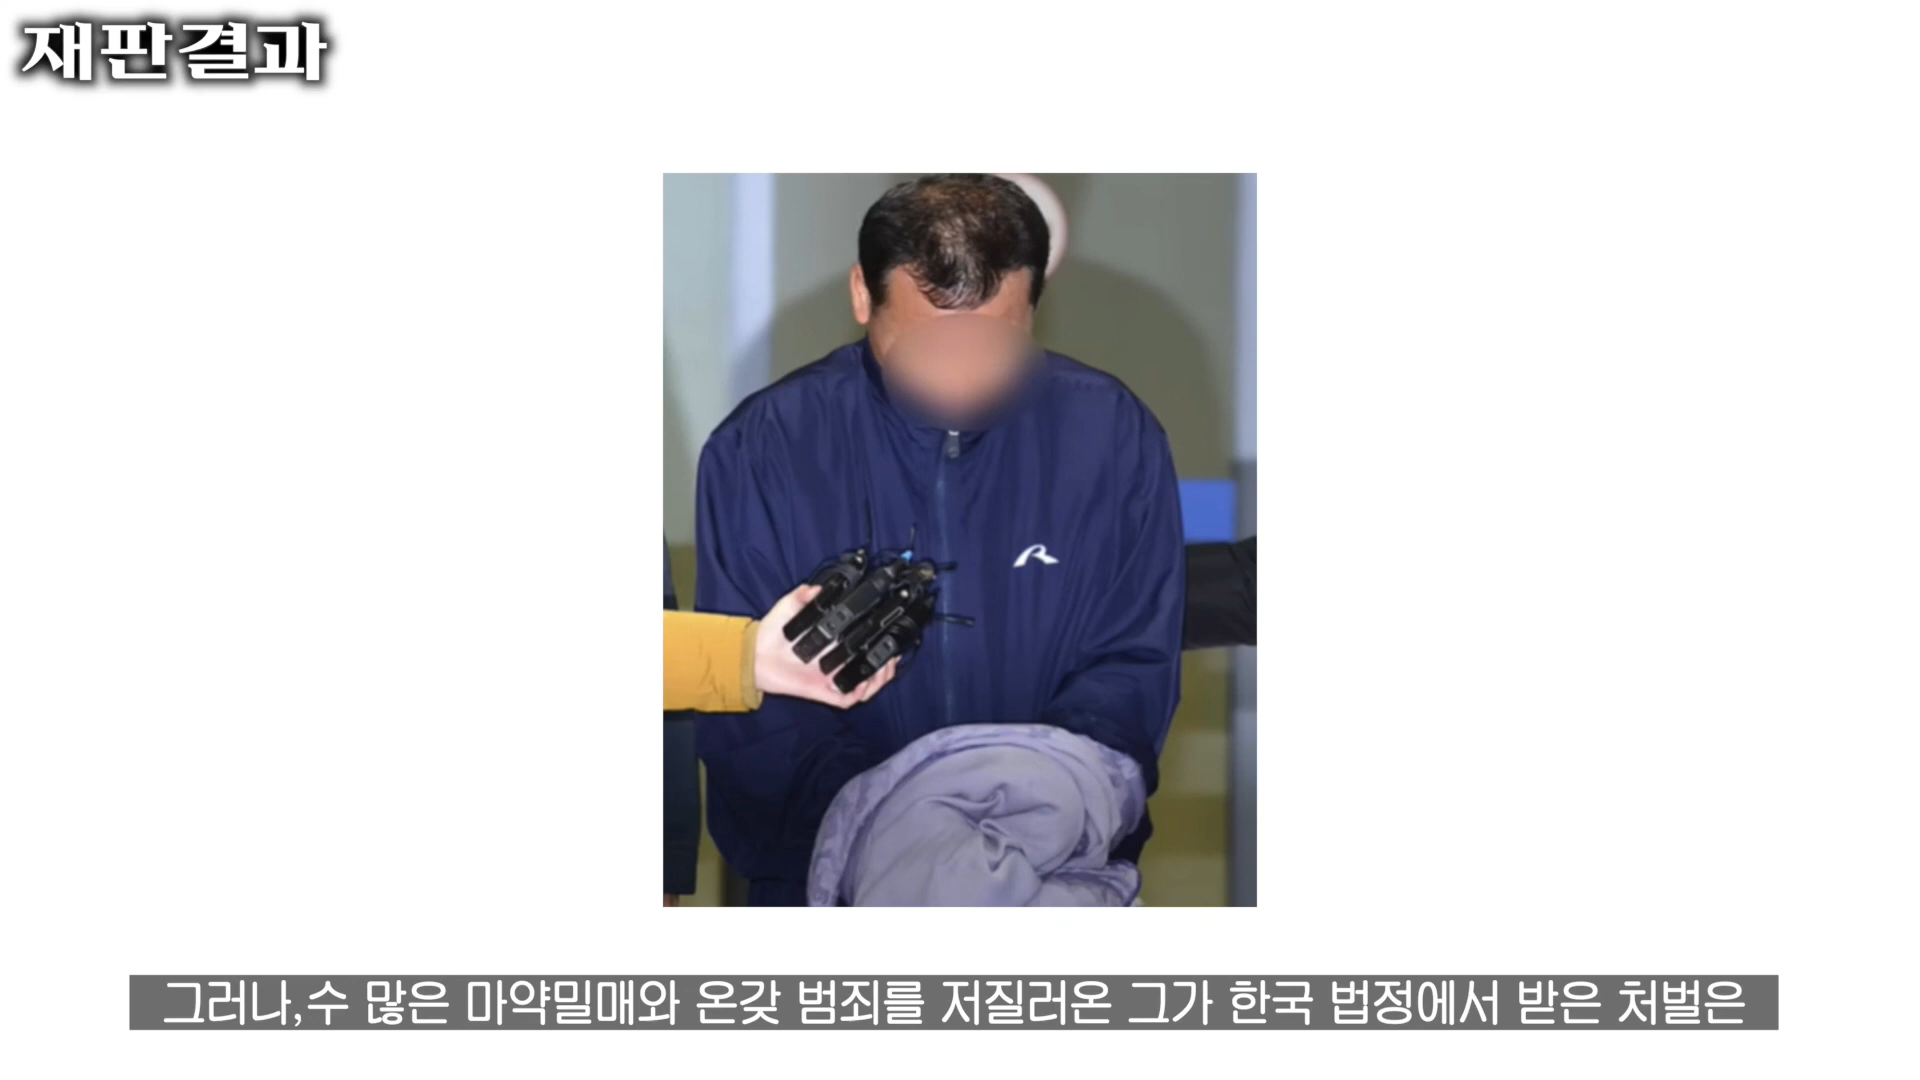 재판결과
그러나,수 많은 마약밀매와 온갖 범죄를 저질러온 그가 한국 법정에서 받은 처벌은